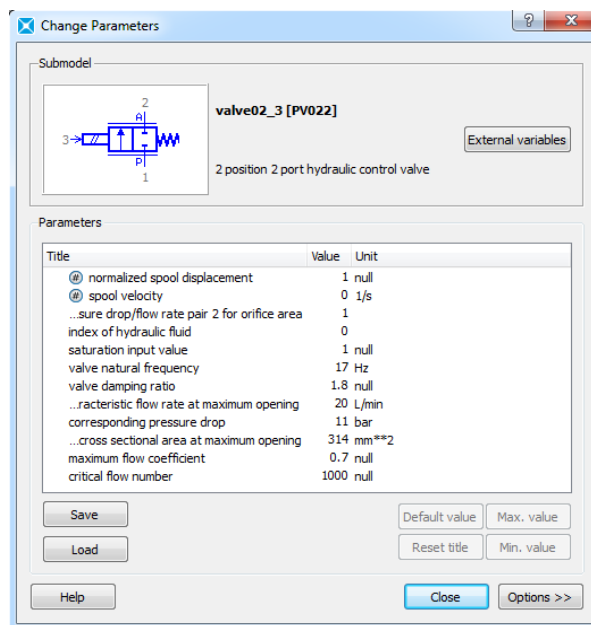 Change Parameters
?
X
Submodel
2
A
3
P
1
valve02_3 [PV022]
External variables
2 position 2 port hydraulic control valve
Parameters
Title Value Unit
# normalized spool displacement 1 null
# spool velocity 0 1/s
...sure drop/flow rate pair 2 for orifice area 1
index of hydraulic fluid 0
saturation input value 1 null
valve natural frequency 17 Hz
valve damping ratio 1.8 null
...racteristic flow rate at maximum opening 20 L/min
corresponding pressure drop 11 bar
...cross sectional area at maximum opening 314 mm**2
maximum flow coefficient 0.7 null
critical flow number 1000 null
Save Default value Max. value
Load Reset title Min. value
Help Close Options >>